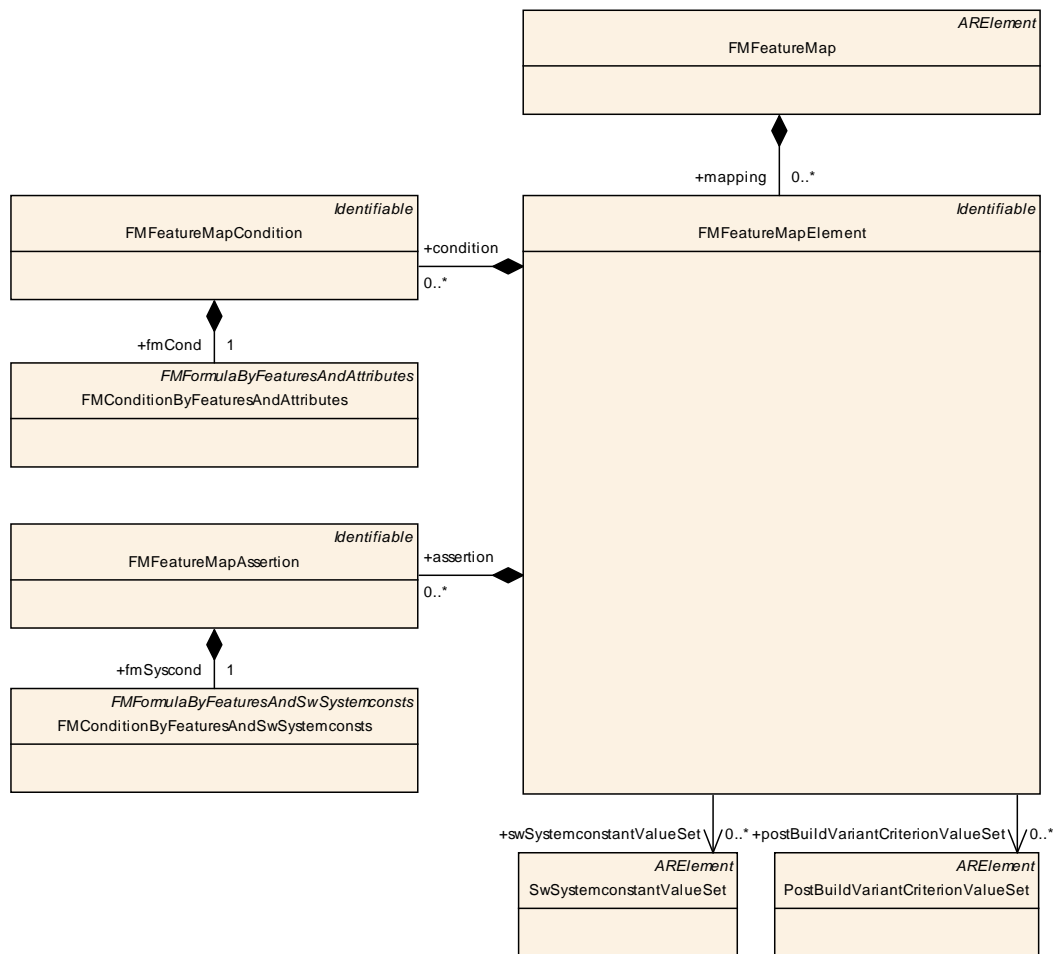 ARElement
FMFeatureMap
+mapping 0..*
Identifiable
FMFeatureMapCondition
Identifiable
FMFeatureMapElement
+condition
0..*
+fmCond 1
FMFormulaByFeaturesAndAttributes
FMConditionByFeaturesAndAttributes
Identifiable
FMFeatureMapAssertion
+assertion
0..*
+fmSyscond 1
FMFormulaByFeaturesAndSwSystemconsts
FMConditionByFeaturesAndSwSystemconsts
+swSystemconstantValueSet 0..* +postBuildVariantCriterionValueSet 0..*
ARElement
SwSystemconstantValueSet
ARElement
PostBuildVariantCriterionValueSet